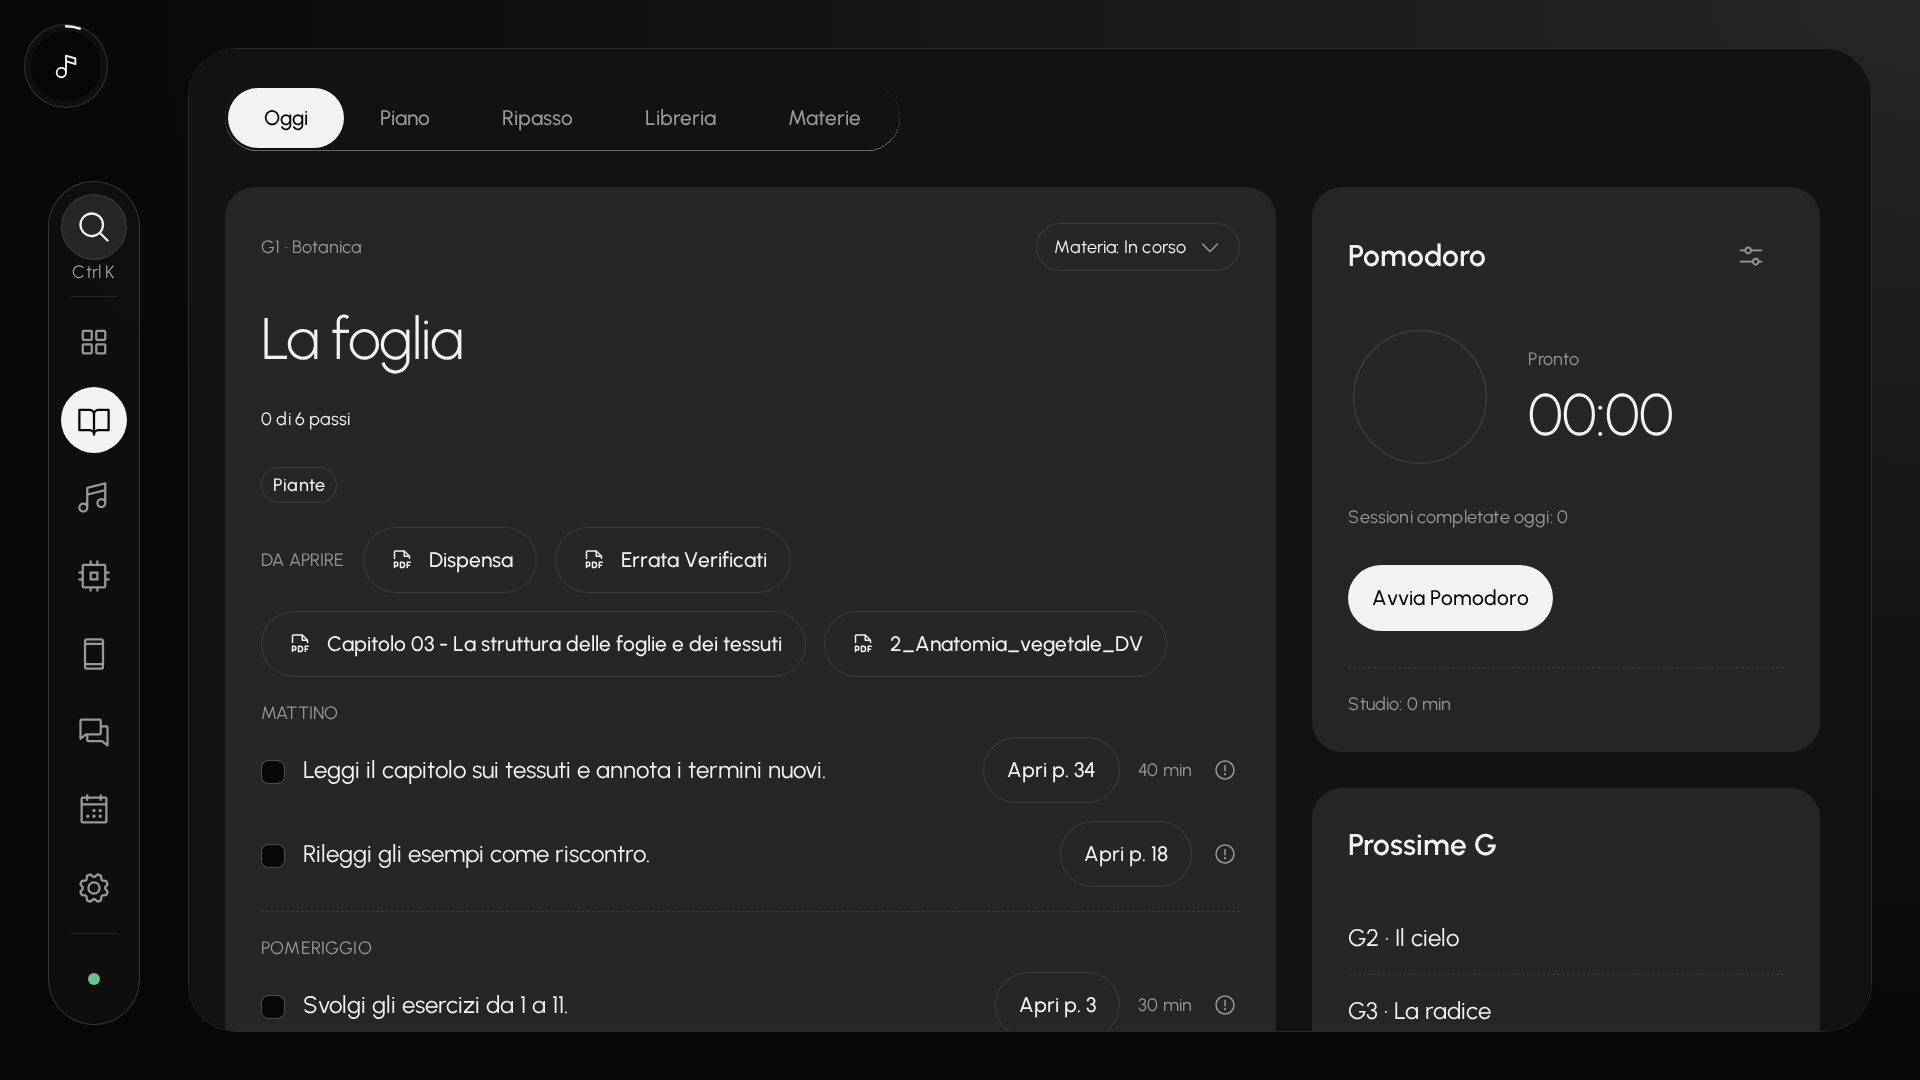 Ctrl K
Oggi
Piano
Ripasso
Libreria
Materie
G1 · Botanica
Materia: In corso
La foglia
0 di 6 passi
Piante
DA APRIRE
PDF Dispensa
PDF Errata Verificati
PDF Capitolo 03 - La struttura delle foglie e dei tessuti
PDF 2_Anatomia_vegetale_DV
MATTINO
Leggi il capitolo sui tessuti e annota i termini nuovi.
Apri p. 34
40 min
Rileggi gli esempi come riscontro.
Apri p. 18
POMERIGGIO
Svolgi gli esercizi da 1 a 11.
Apri p. 3
30 min
Pomodoro
Pronto
00:00
Sessioni completate oggi: 0
Avvia Pomodoro
Studio: 0 min
Prossime G
G2 · Il cielo
G3 · La radice